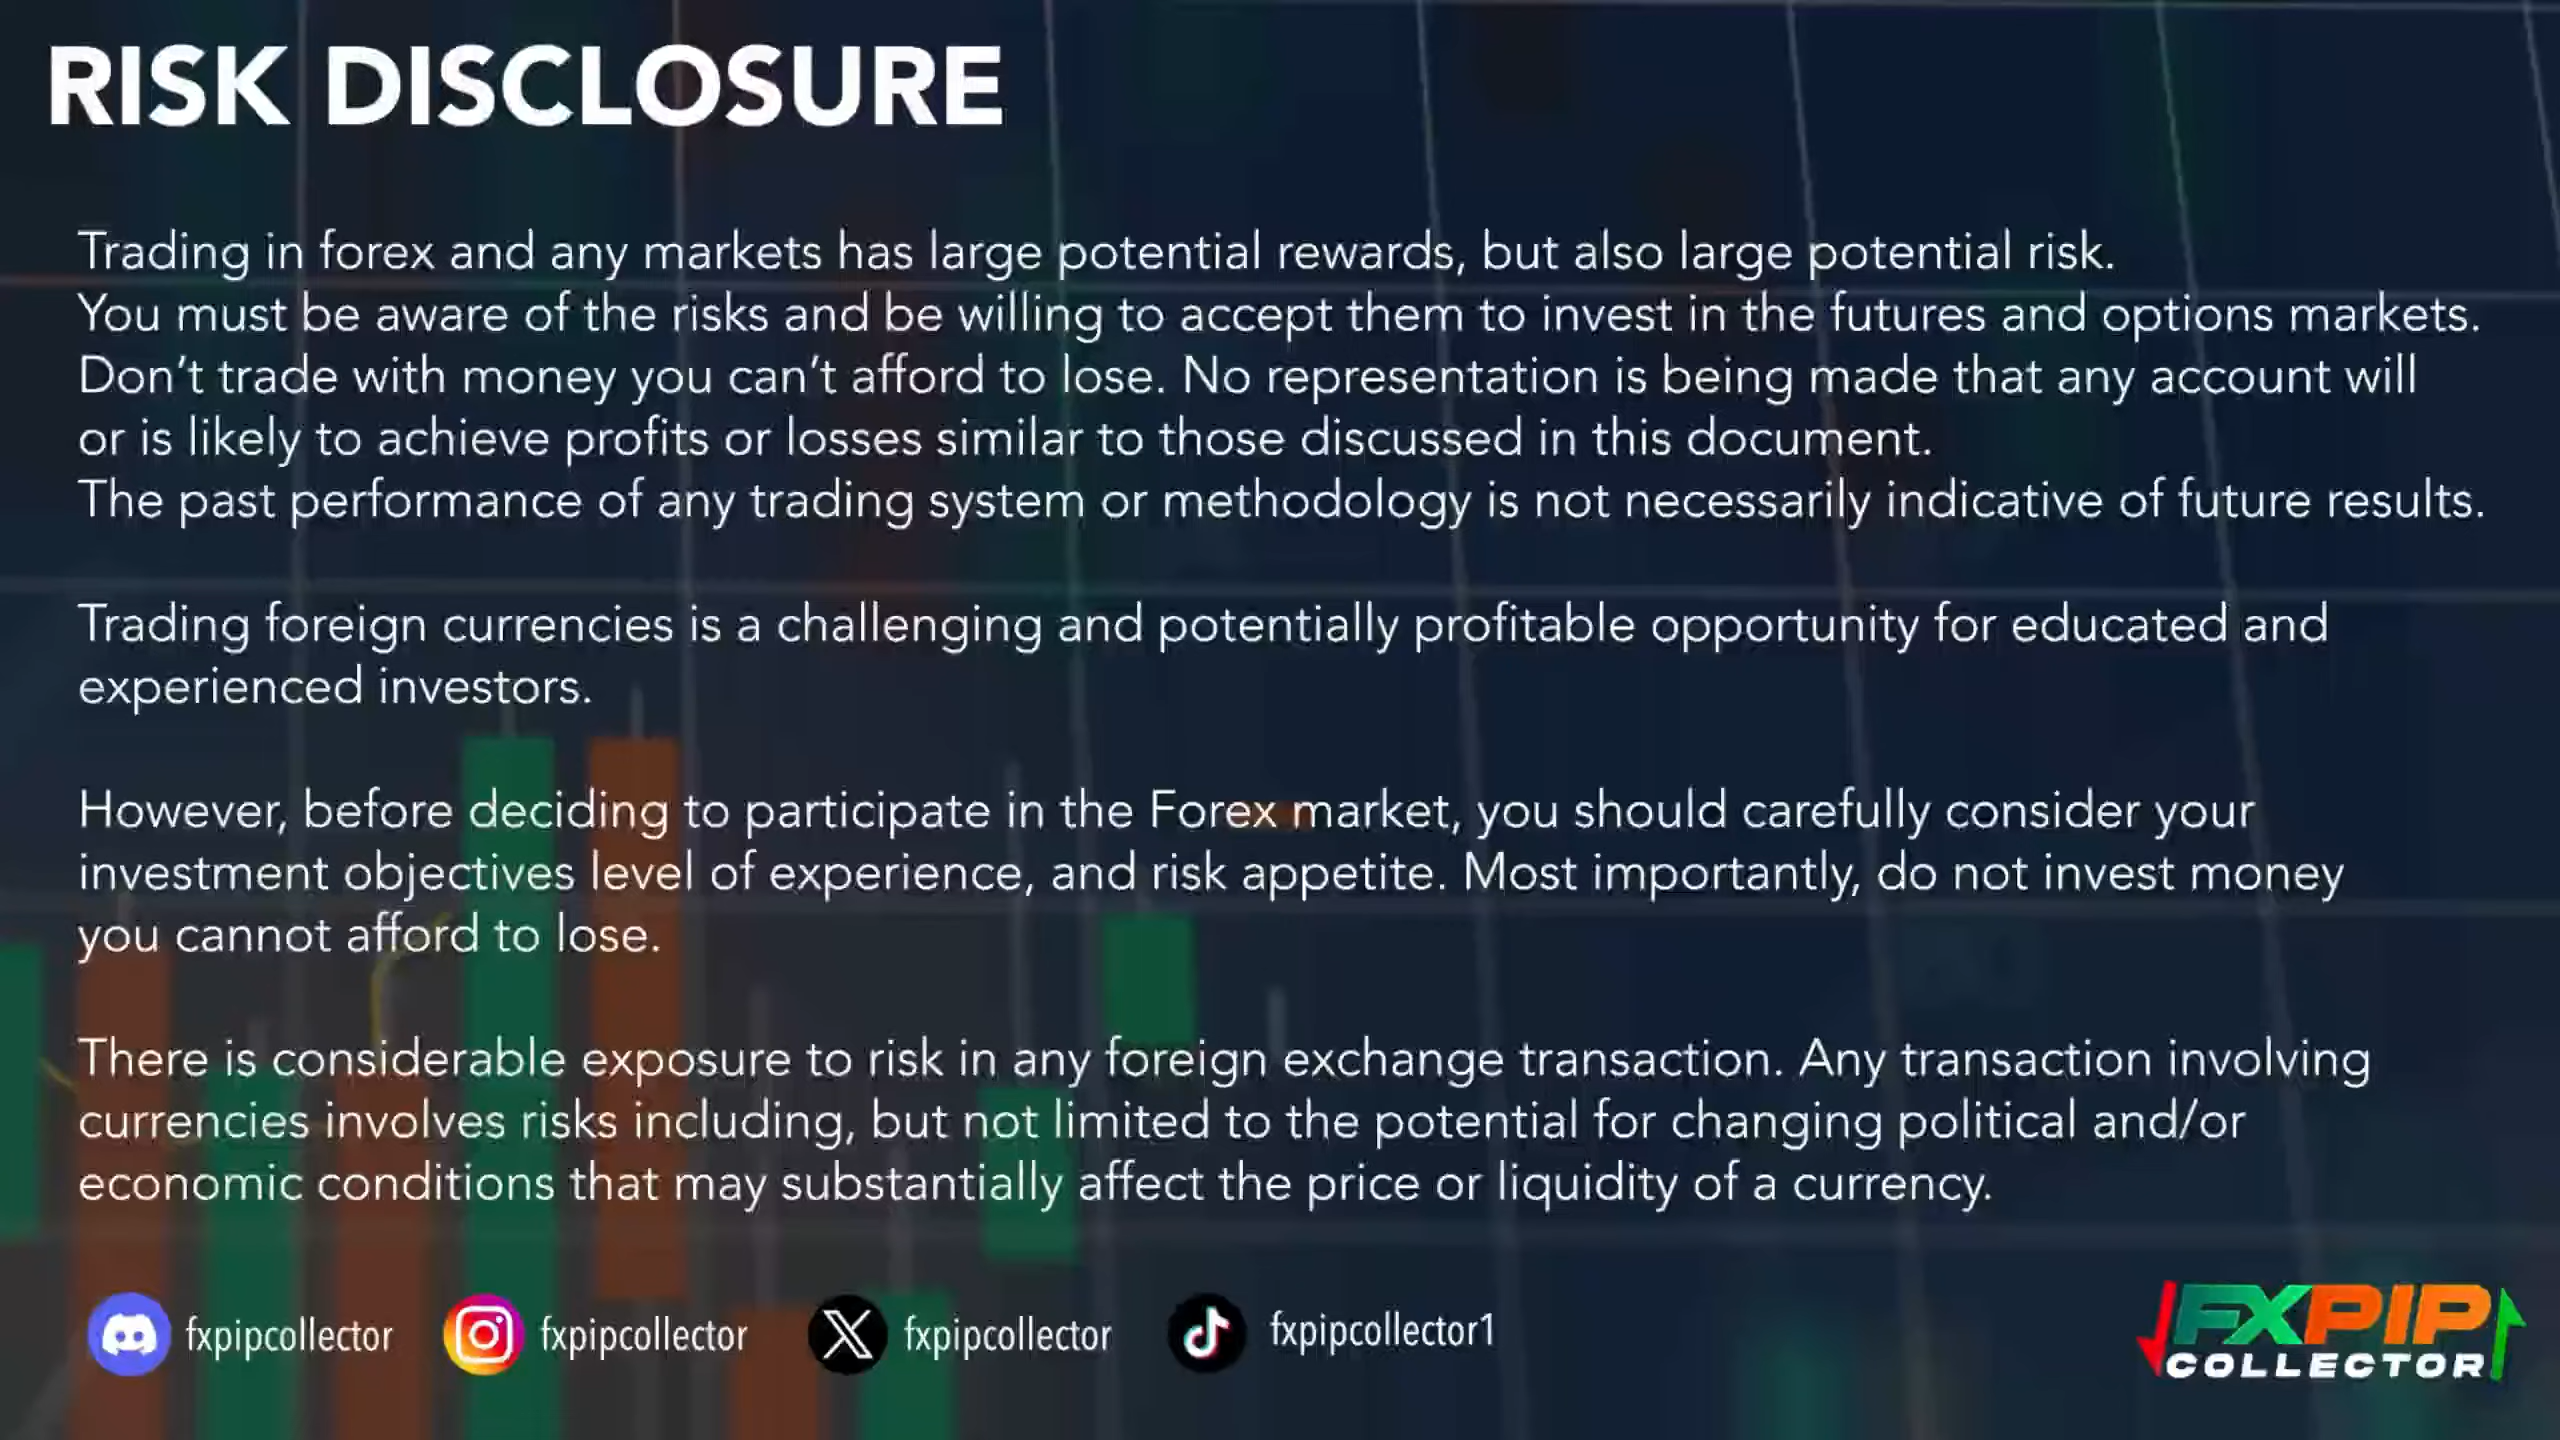 RISK DISCLOSURE
Trading in forex and any markets has large potential rewards, but also large potential risk.
You must be aware of the risks and be willing to accept them to invest in the futures and options markets.
Don’t trade with money you can’t afford to lose. No representation is being made that any account will
or is likely to achieve profits or losses similar to those discussed in this document.
The past performance of any trading system or methodology is not necessarily indicative of future results.
Trading foreign currencies is a challenging and potentially profitable opportunity for educated and
experienced investors.
However, before deciding to participate in the Forex market, you should carefully consider your
investment objectives level of experience, and risk appetite. Most importantly, do not invest money
you cannot afford to lose.
There is considerable exposure to risk in any foreign exchange transaction. Any transaction involving
currencies involves risks including, but not limited to the potential for changing political and/or
economic conditions that may substantially affect the price or liquidity of a currency.
fxpipcollector fxpipcollector fxpipcollector fxpipcollector1
FXPIP
COLLECTOR